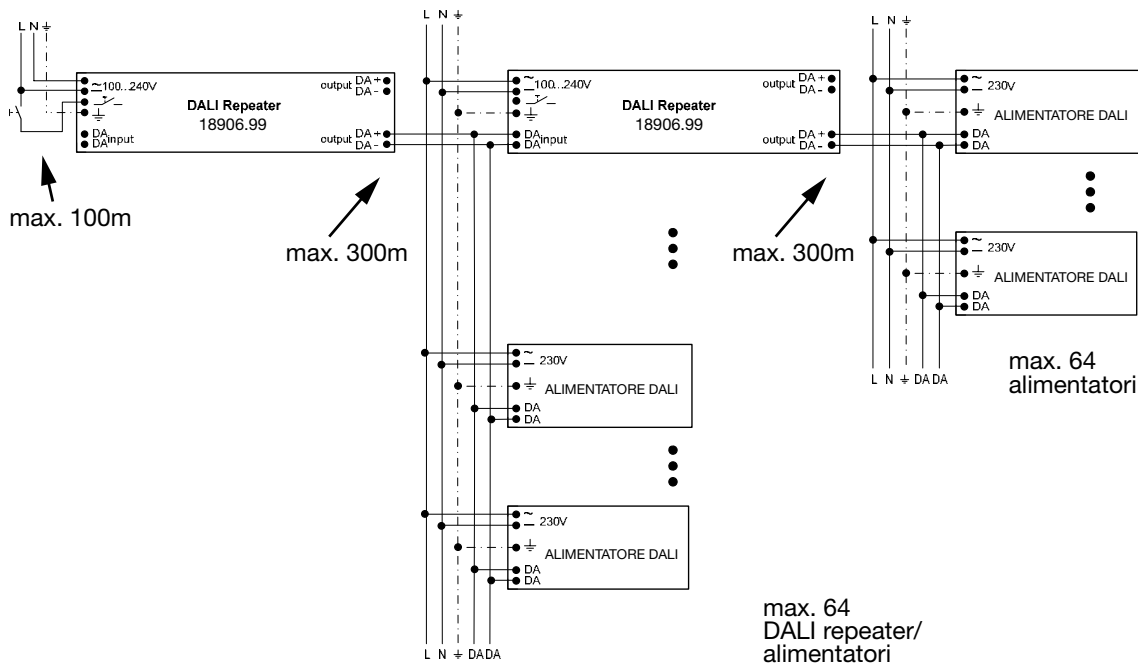 L N ⏚
L N ⏚
L N ⏚
~ 100...240V
DALI Repeater
18906.99
output DA +
DA -
DA input
DA
output DA +
DA -
max. 100m
max. 300m
~ 100...240V
DALI Repeater
18906.99
output DA +
DA -
DA input
DA
output DA +
DA -
max. 300m
~ 230V
ALIMENTATORE DALI
DA
DA
~ 230V
ALIMENTATORE DALI
DA
DA
L N ⏚ DA DA
max. 64
alimentatori
~ 230V
ALIMENTATORE DALI
DA
DA
~ 230V
ALIMENTATORE DALI
DA
DA
L N ⏚ DA DA
max. 64
DALI repeater/
alimentatori